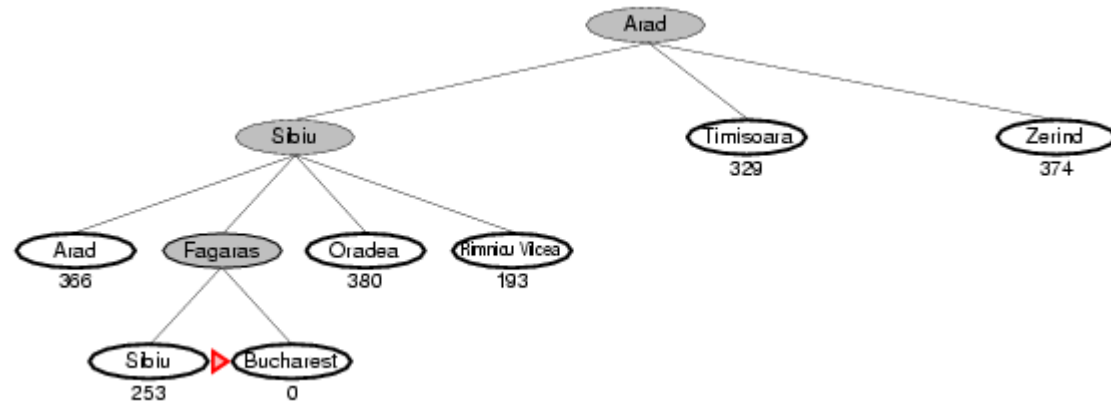 Arad
Sibiu
Timisoara
Zerind
329
374
Arad
Fagaras
Oradea
Rimnicu Vilcea
366
380
193
Sibiu
Bucharest
253
0